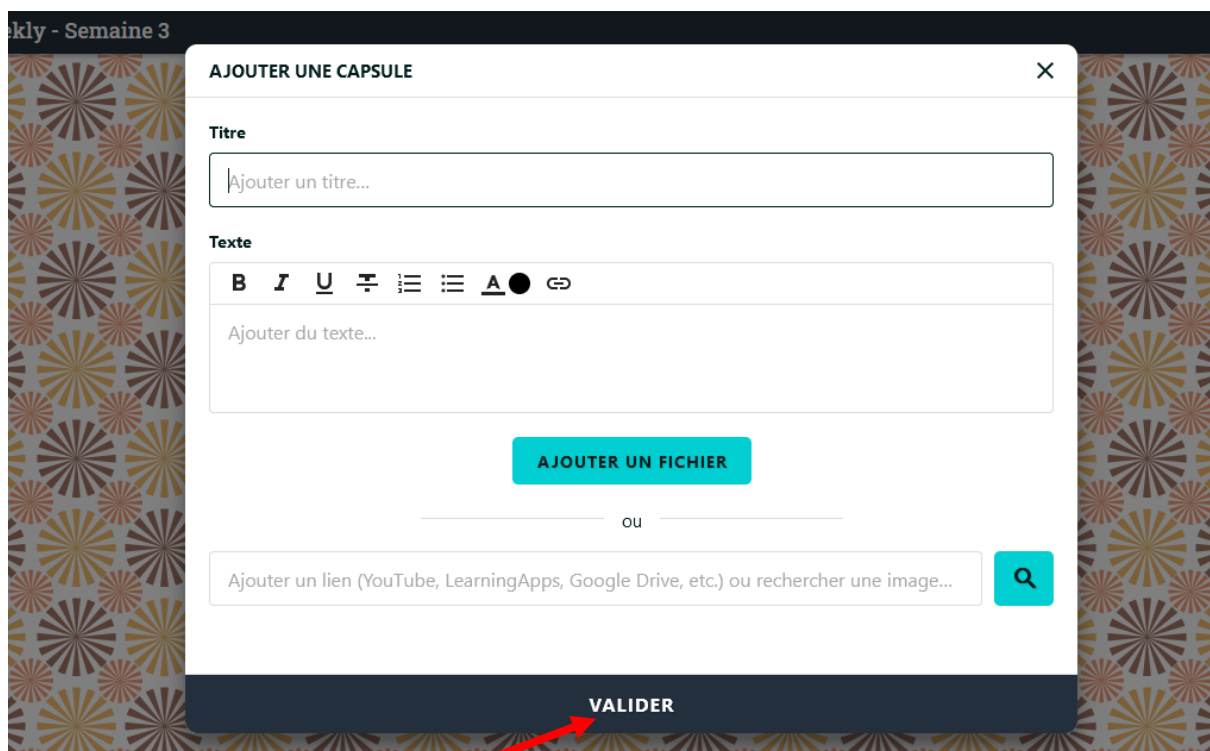 kly - Semaine 3
AJOUTER UNE CAPSULE
Titre
Ajouter un titre...
Texte
B I U T A
Ajouter du texte...
AJOUTER UN FICHIER
ou
Ajouter un lien (YouTube, LearningApps, Google Drive, etc.) ou rechercher une image...
VALIDER